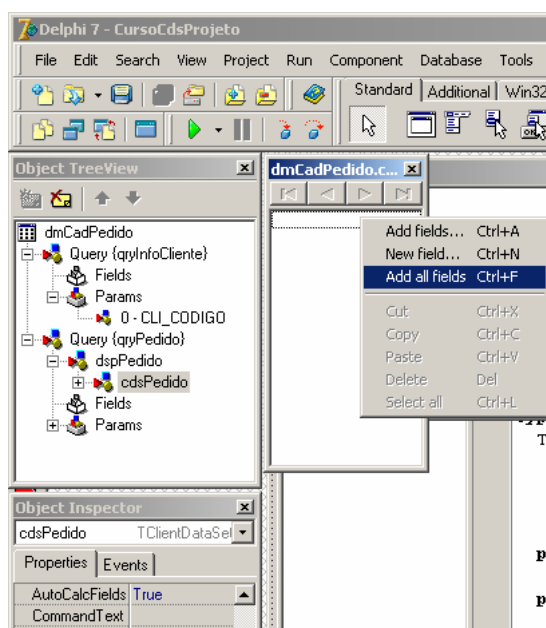 Delphi 7 - CursoCdsProjeto
File Edit Search View Project Run Component Database Tools
Standard Additional Win32
Object TreeView
dmCadPedido
Query {qryInfoCliente}
Fields
Params
0 - CLI_CODIGO
Query {qryPedido}
dspPedido
cdsPedido
Fields
Params
dmCadPedido.c...
Add fields... Ctrl+A
New field... Ctrl+N
Add all fields Ctrl+F
Cut Ctrl+X
Copy Ctrl+C
Paste Ctrl+V
Delete Del
Select all Ctrl+L
T
p
p
Object Inspector
cdsPedido TClientDataSet
Properties Events
AutoCalcFields True
CommandText